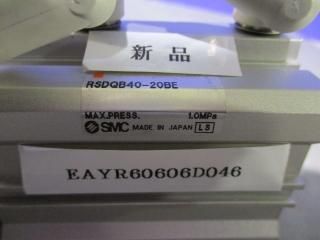 新品
RSDQB40-20BE
MAX.PRESS. 1.0MPa
SMC MADE IN JAPAN LS
EAYR60606D046